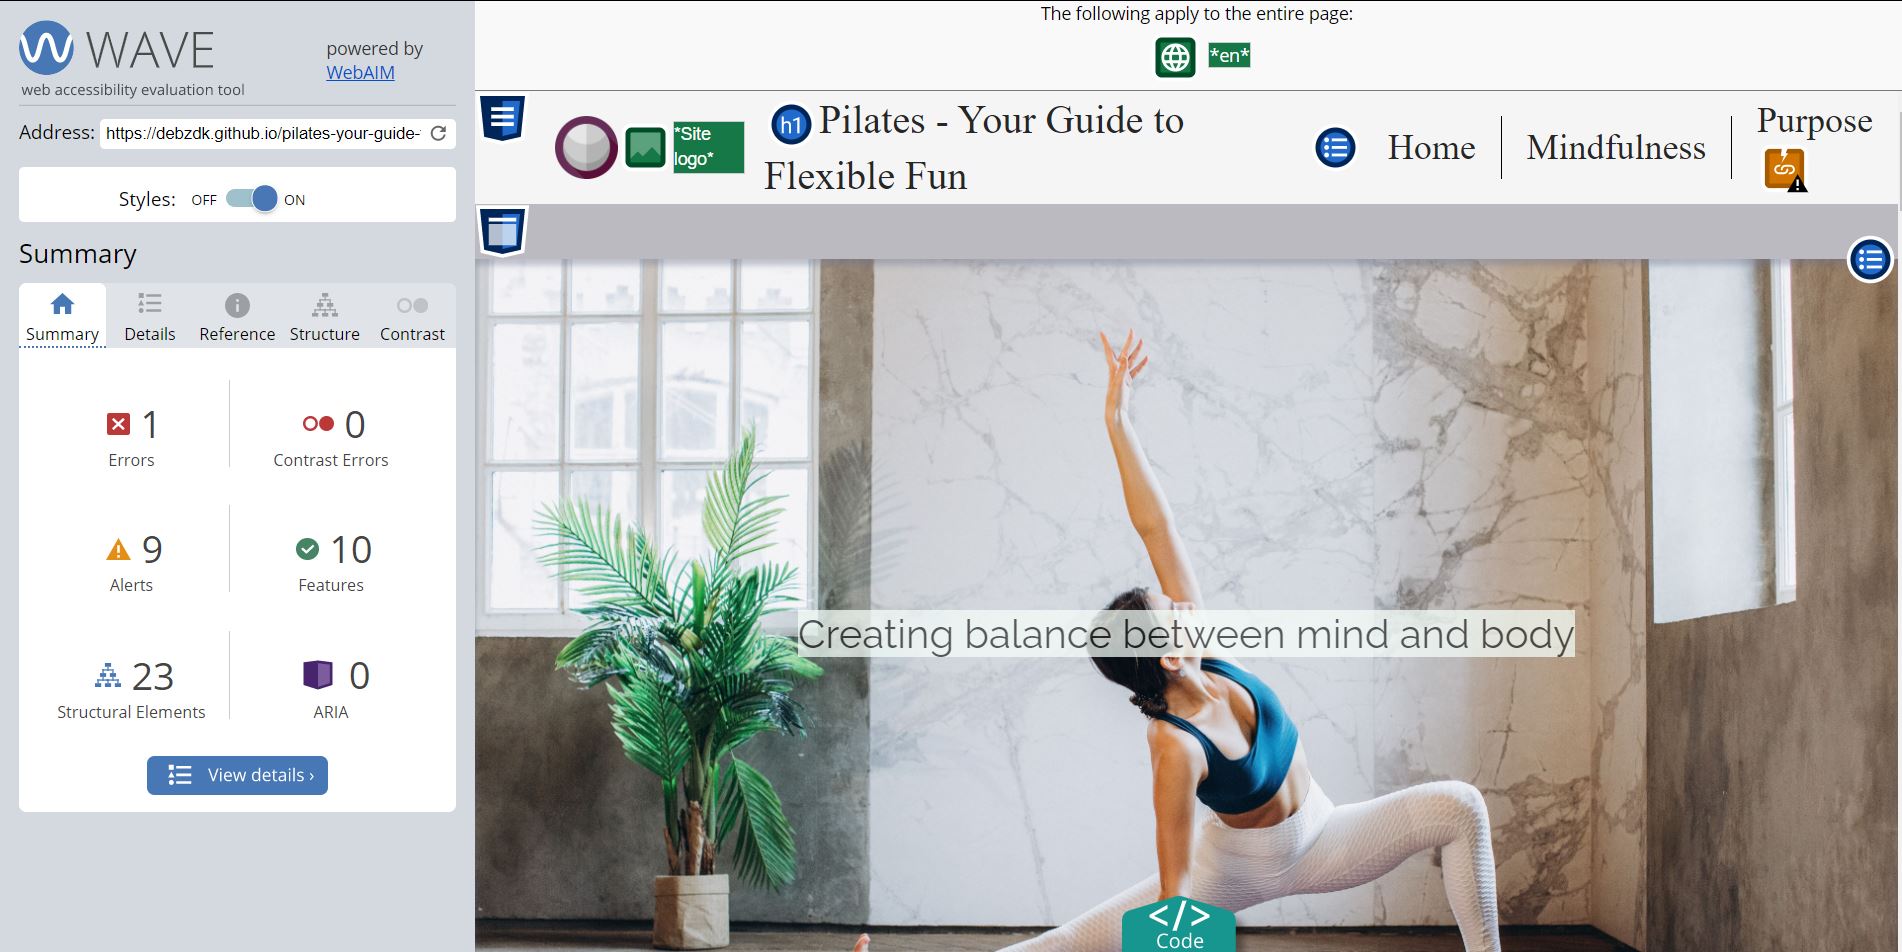 WAVE
powered by
WebAIM
web accessibility evaluation tool
Address: https://debzdk.github.io/pilates-your-guide-
Styles: OFF ON
Summary
Summary Details Reference Structure Contrast
1 0
Errors Contrast Errors
9 10
Alerts Features
23 0
Structural Elements ARIA
View details ›
The following apply to the entire page:
*en*
*Site
logo*
h1 Pilates - Your Guide to
Flexible Fun
Home Mindfulness Purpose
Creating balance between mind and body
</>
Code